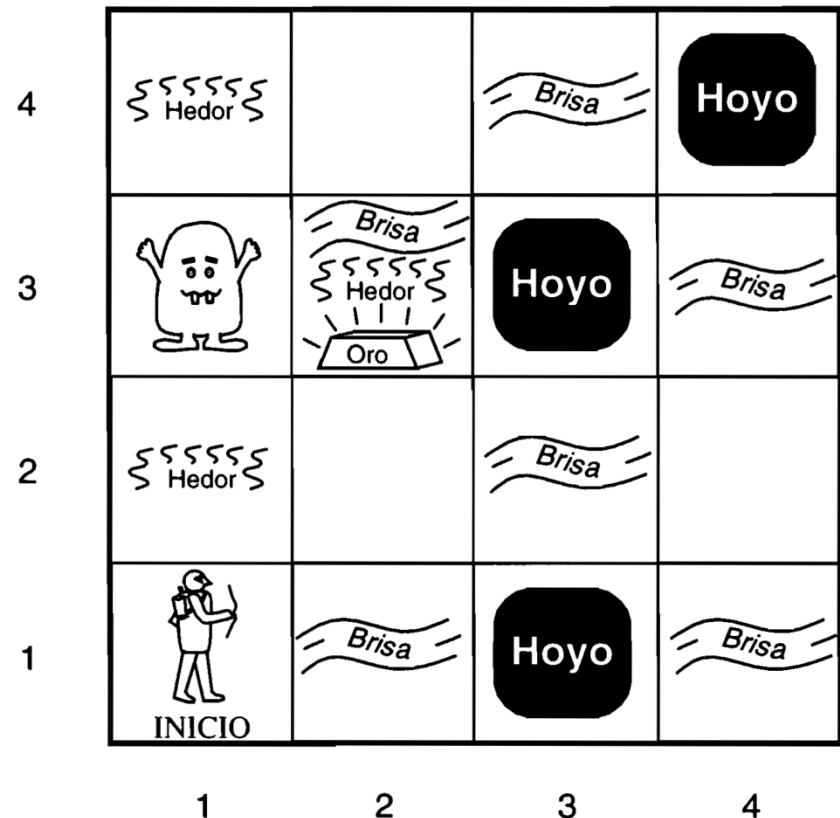 4
Hedor
Brisa
Hoyo
3
Brisa
Hedor
Oro
Hoyo
Brisa
2
Hedor
Brisa
1
INICIO
Brisa
Hoyo
Brisa
1 2 3 4